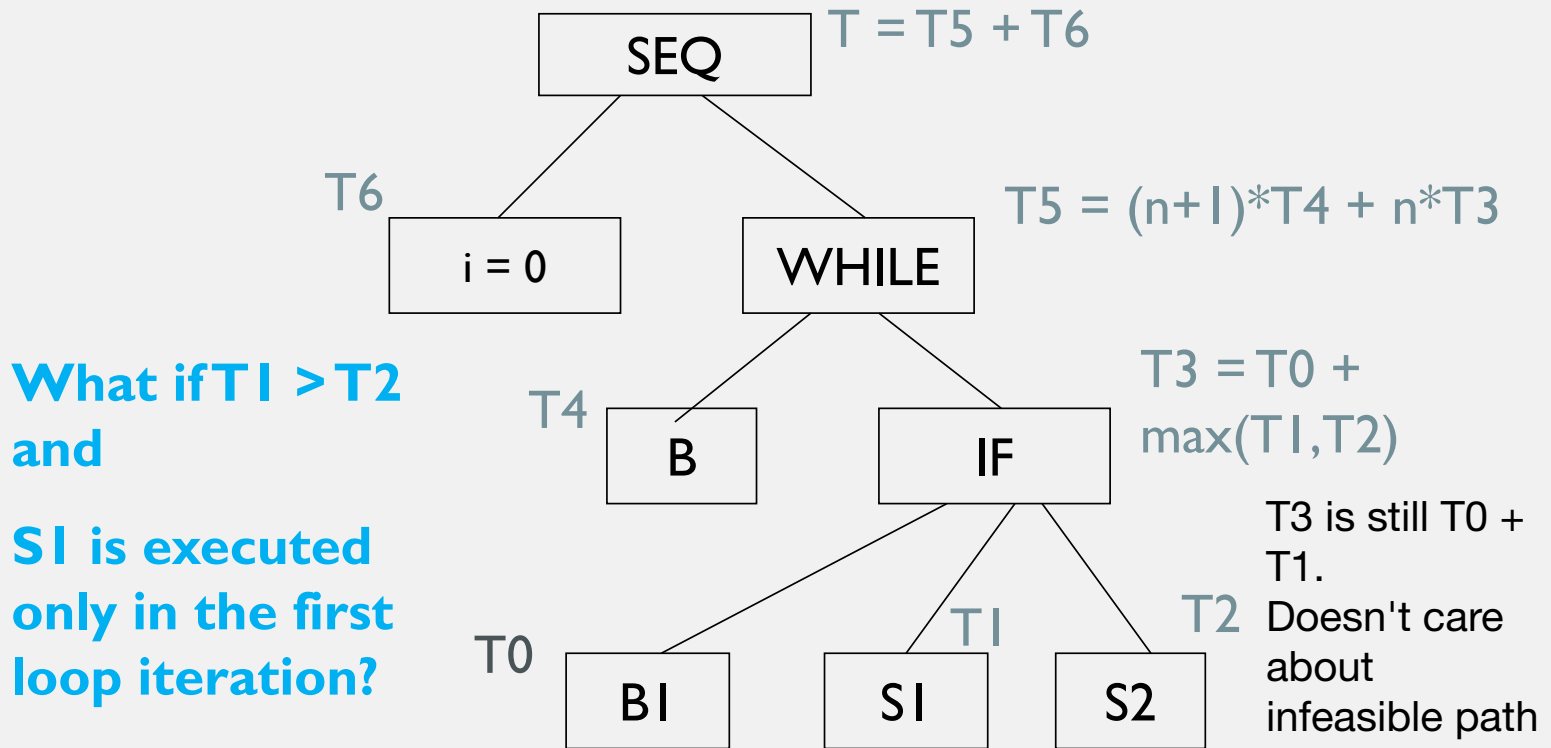 SEQ
T = T5 + T6
T6
i = 0
WHILE
T5 = (n+1)*T4 + n*T3
What if T1 > T2
and
S1 is executed
only in the first
loop iteration?
T4
B
IF
T3 = T0 +
max(T1,T2)
T3 is still T0 +
T1.
Doesn't care
about
infeasible path
T0
B1
T1
S1
T2
S2